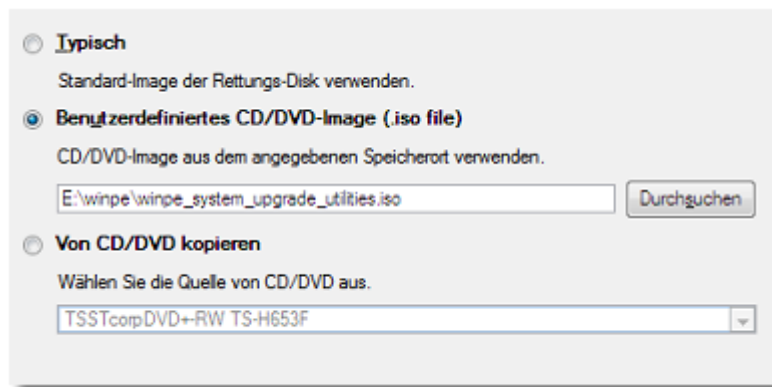 Typisch
Standard-Image der Rettungs-Disk verwenden.
Benutzerdefiniertes CD/DVD-Image (.iso file)
CD/DVD-Image aus dem angegebenen Speicherort verwenden.
E:\winpe\winpe_system_upgrade_utilities.iso
Durchsuchen
Von CD/DVD kopieren
Wählen Sie die Quelle von CD/DVD aus.
TSSTcorpDVD+-RW TS-H653F